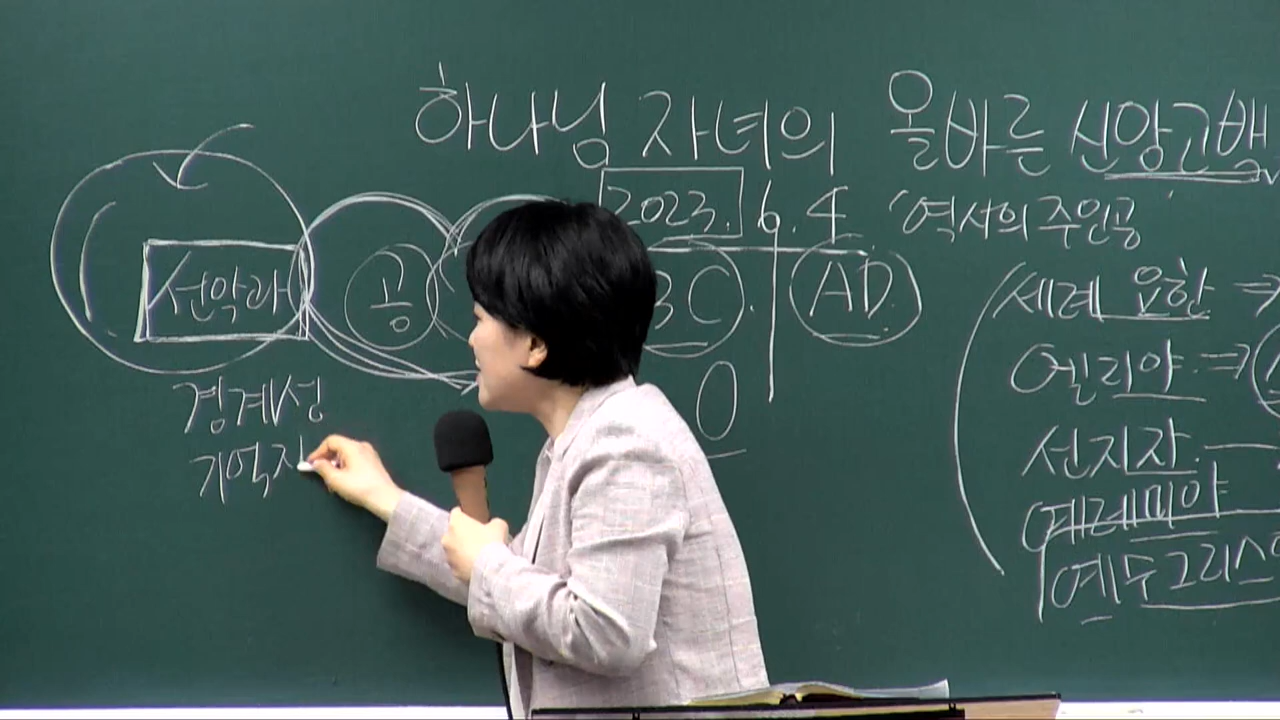 하나님 자녀의 올바른 신앙고백
2023. 6. 4 '역사의 주인공'
선악과 공 BC. AD.
0
경계성
기억자
세례 요한 ⇒
엘리야 ⇒
선지자
예레미야
예수그리스